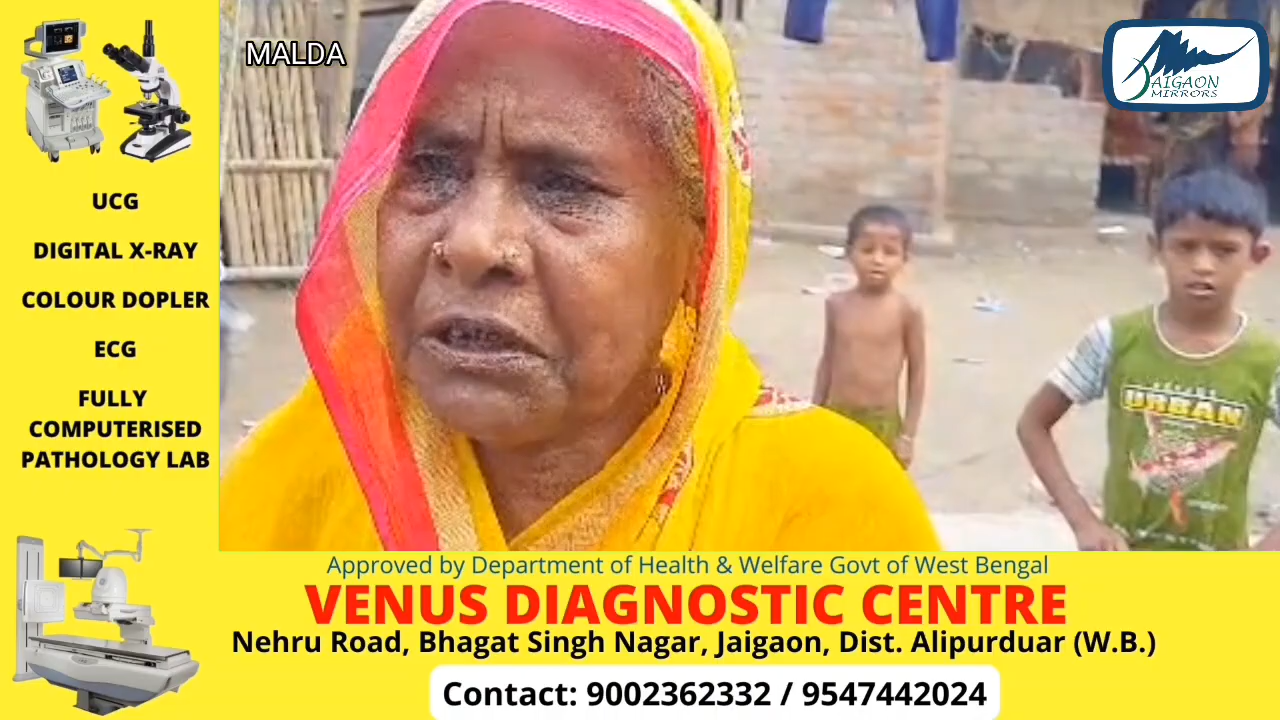 MALDA
JAIGAON
MIRRORS
UCG
DIGITAL X-RAY
COLOUR DOPLER
ECG
FULLY
COMPUTERISED
PATHOLOGY LAB
URBAN
Approved by Department of Health & Welfare Govt of West Bengal
VENUS DIAGNOSTIC CENTRE
Nehru Road, Bhagat Singh Nagar, Jaigaon, Dist. Alipurduar (W.B.)
Contact: 9002362332 / 9547442024